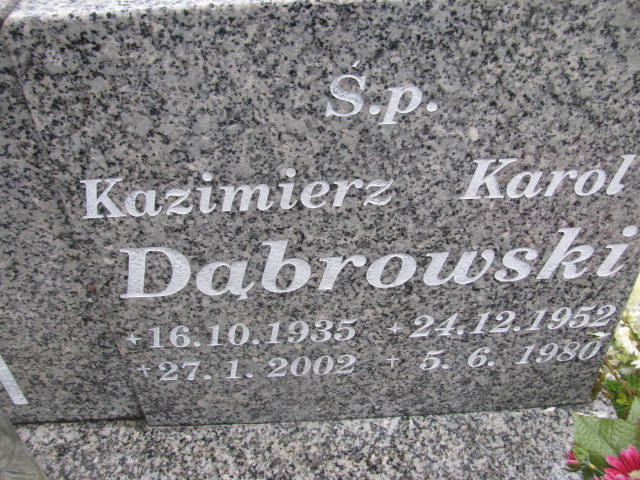 Ś.p.
Kazimierz Karol
Dąbrowski
+16.10.1935 + 24.12.1952
+27. 1. 2002 + 5. 6. 1980